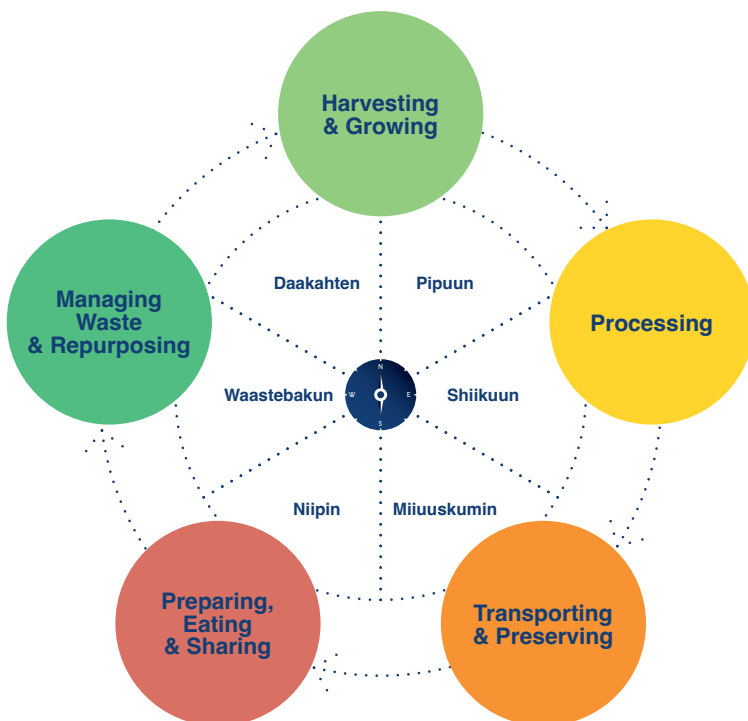 Harvesting
& Growing
Daakahten
Pipuun
Managing
Waste
& Repurposing
Processing
N
W
E
S
Waastebakun
Shiikuun
Niipin
Miiuuskumin
Preparing,
Eating
& Sharing
Transporting
& Preserving